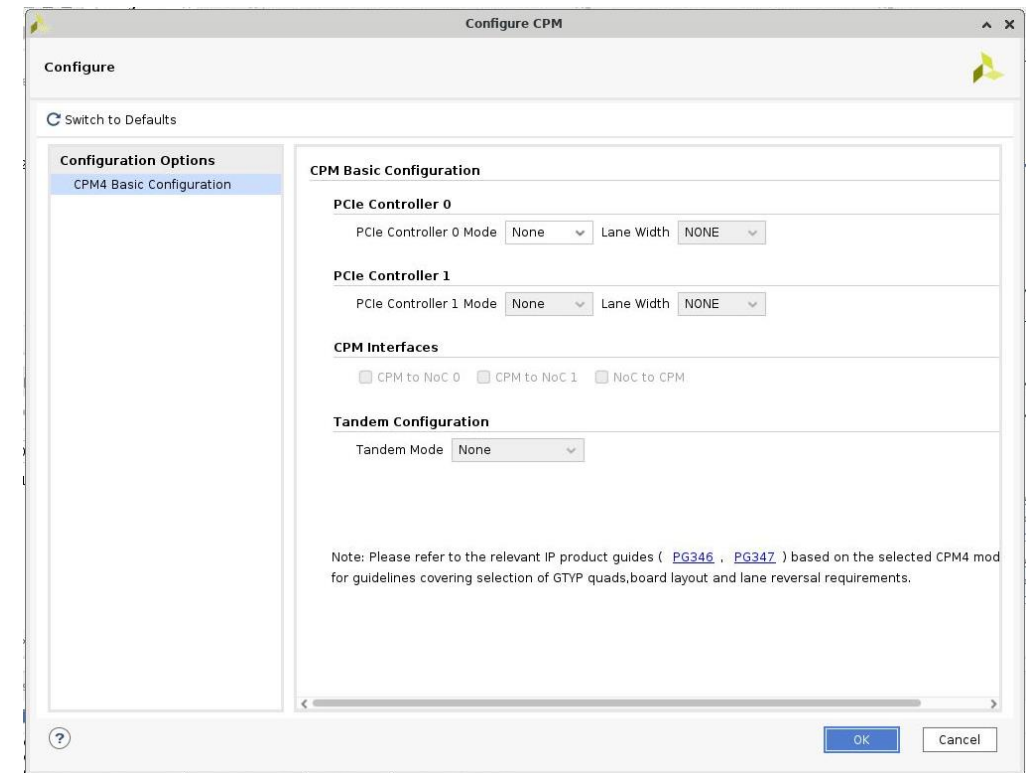 Configure CPM
Configure
Switch to Defaults
Configuration Options
CPM4 Basic Configuration
CPM Basic Configuration
PCIe Controller 0
PCIe Controller 0 Mode None Lane Width NONE
PCIe Controller 1
PCIe Controller 1 Mode None Lane Width NONE
CPM Interfaces
CPM to NoC 0 CPM to NoC 1 NoC to CPM
Tandem Configuration
Tandem Mode None
Note: Please refer to the relevant IP product guides ( PG346 , PG347 ) based on the selected CPM4 mod
for guidelines covering selection of GTYP quads,board layout and lane reversal requirements.
? OK Cancel